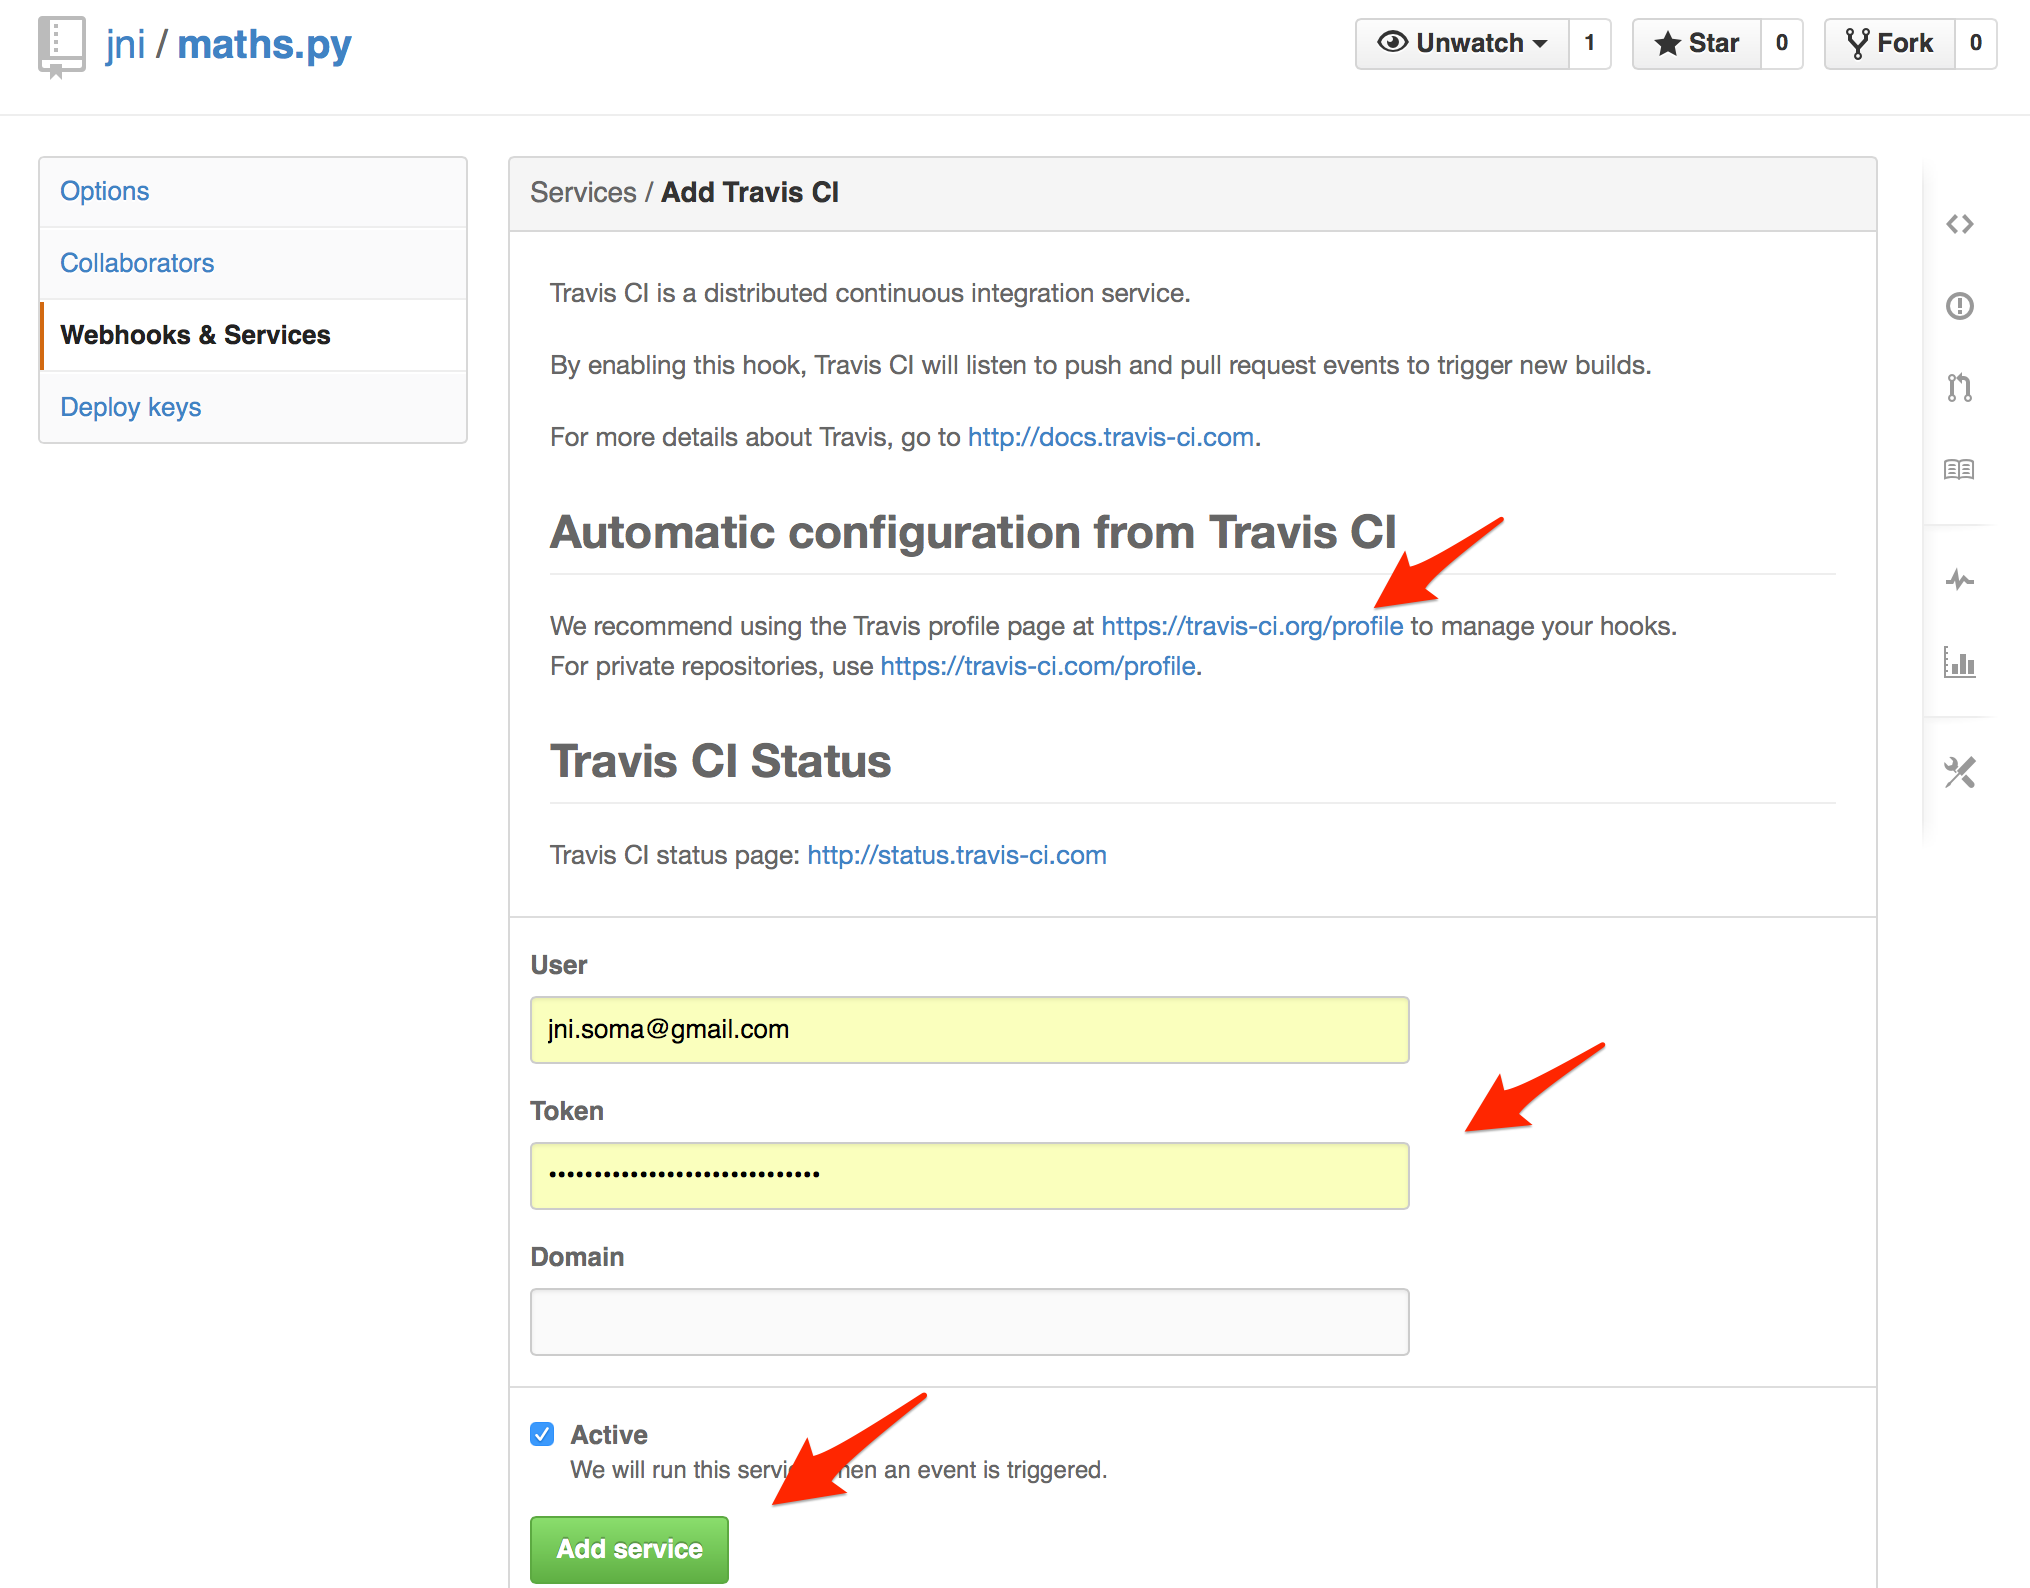 jni / maths.py
Unwatch 1 Star 0 Fork 0
Options
Collaborators
Webhooks & Services
Deploy keys
Services / Add Travis CI
Travis CI is a distributed continuous integration service.
By enabling this hook, Travis CI will listen to push and pull request events to trigger new builds.
For more details about Travis, go to http://docs.travis-ci.com.
Automatic configuration from Travis CI
We recommend using the Travis profile page at https://travis-ci.org/profile to manage your hooks.
For private repositories, use https://travis-ci.com/profile.
Travis CI Status
Travis CI status page: http://status.travis-ci.com
User
jni.soma@gmail.com
Token
••••••••••••••••••••••••••••••
Domain
Active
We will run this an event is triggered.
Add service